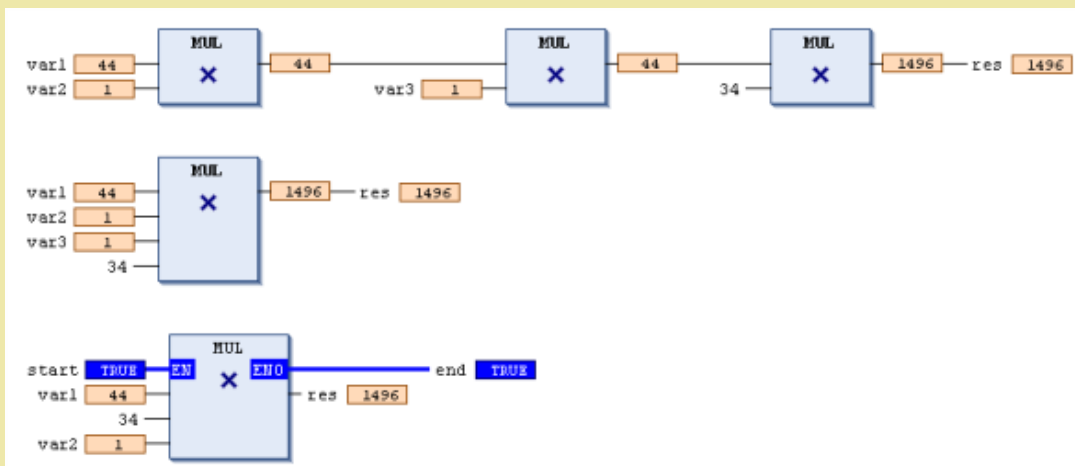 MUL MUL MUL
var1 44 44 44 1496 res 1496
var2 1 var3 1 34
MUL
var1 44 1496 res 1496
var2 1
var3 1
34
MUL
start TRUE EN ENO end TRUE
var1 44 res 1496
34
var2 1